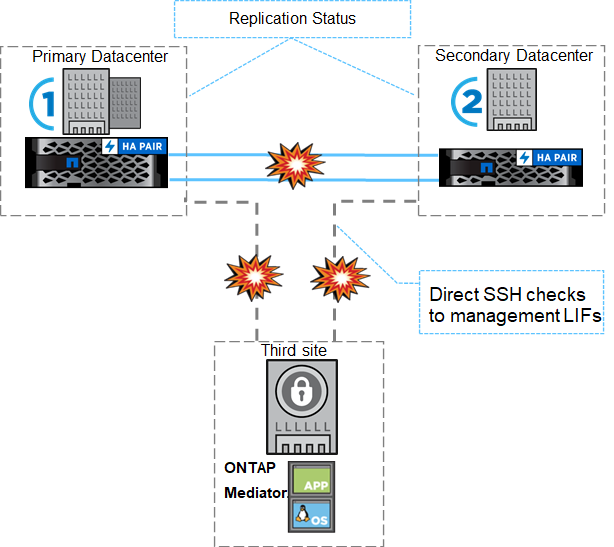 Replication Status
Primary Datacenter
Secondary Datacenter
1
2
HA PAIR
HA PAIR
Direct SSH checks
to management LIFs
Third site
ONTAP
Mediator.
APP
OS